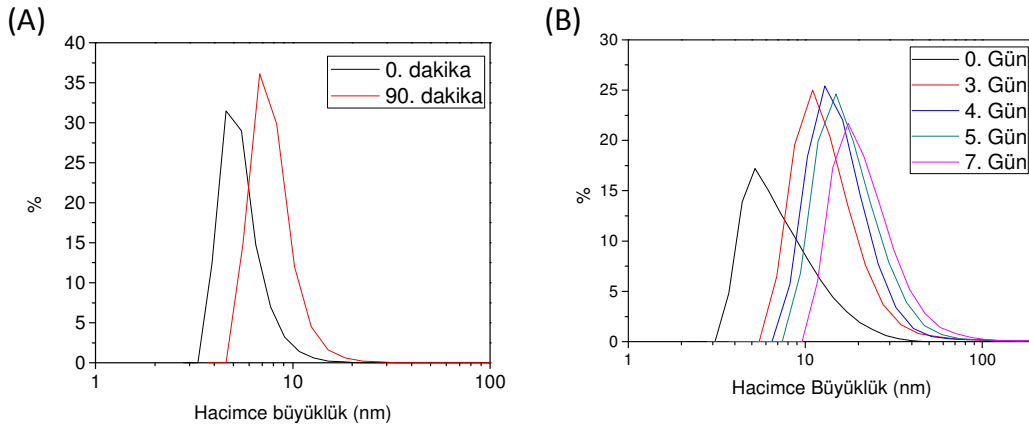 (A)
40
35
30
25
20
15
10
5
0
%
0. dakika
90. dakika
1
10
100
Hacimce büyüklük (nm)
(B)
30
25
20
15
10
5
0
%
0. Gün
3. Gün
4. Gün
5. Gün
7. Gün
1
10
100
Hacimce Büyüklük (nm)